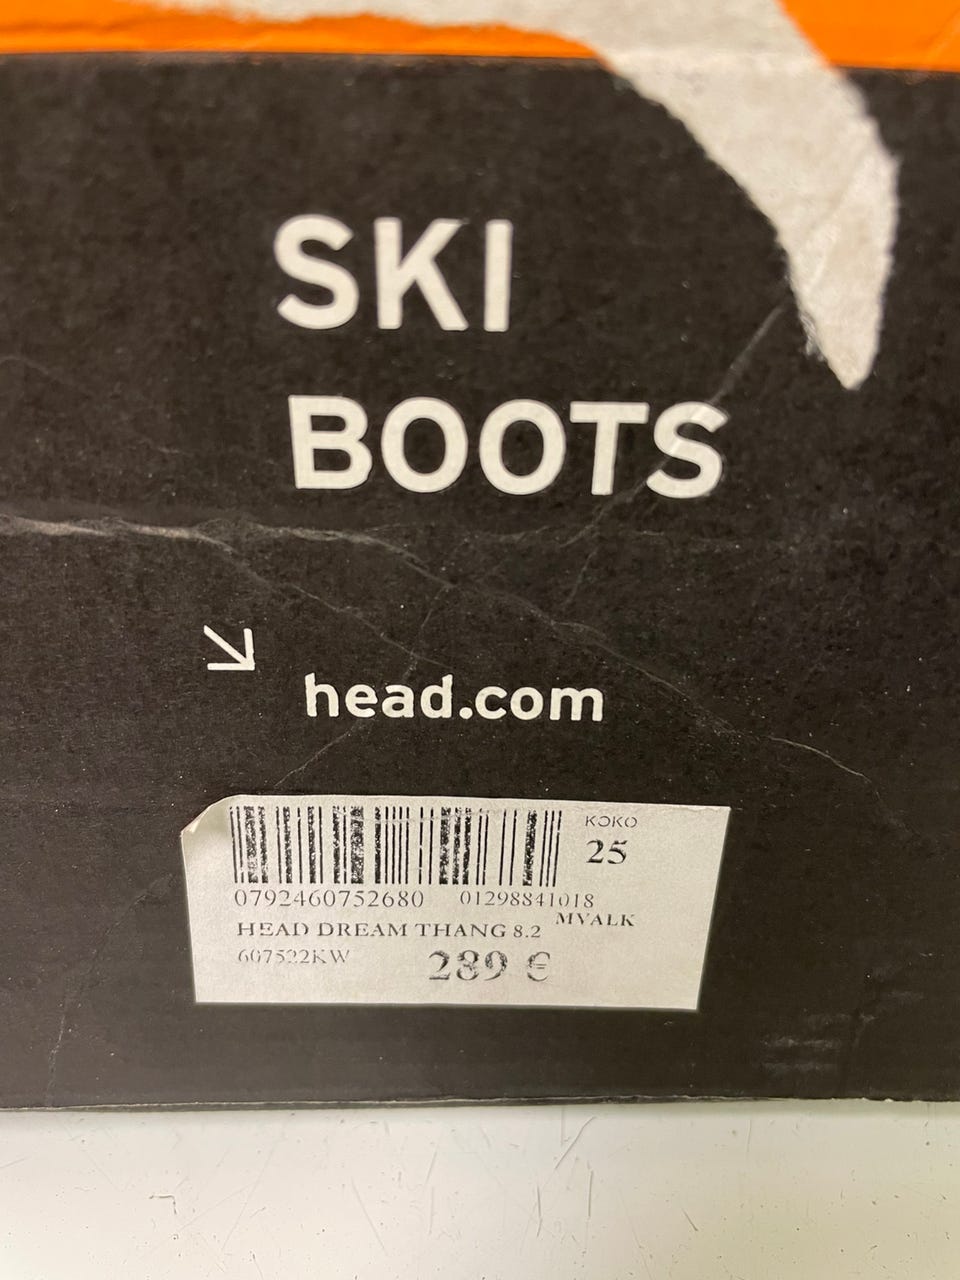 SKI
BOOTS
head.com
KOKO
25
0792460752680 01298841018
MVALK
HEAD DREAM THANG 8.2
607522KW 289 €